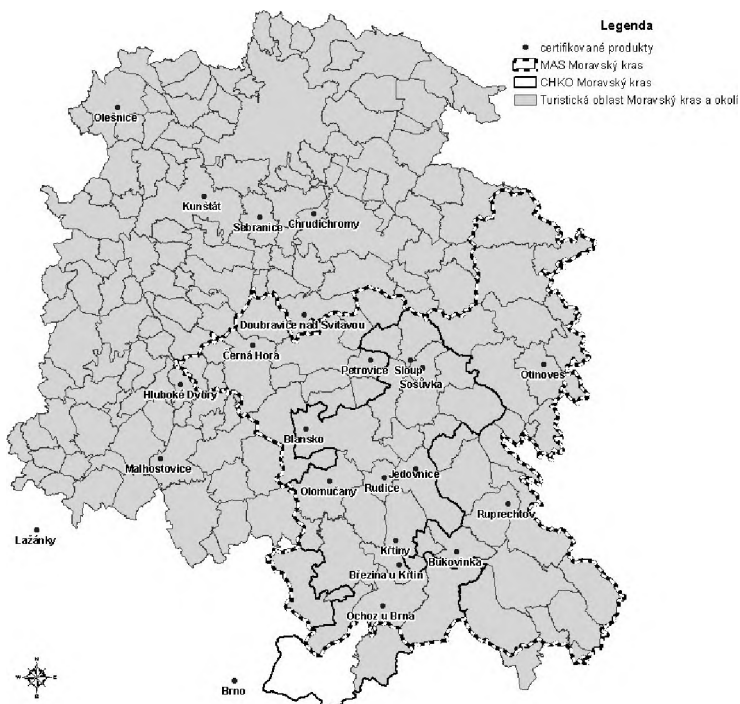 Legenda
certifikované produkty
MAS Moravský kras
CHKO Moravský kras
Turistická oblast Moravský kras a okolí
Olešnice
Kunštát
Sebranice
Chrudichromy
Doubravice nad Svitavou
Černá Hora
Petrovice
Sloup
Šošůvka
Otinoves
Hluboké Dvory
Blansko
Malhostovice
Jedovnice
Olomučany
Rudice
Ruprechtov
Lažánky
Křtiny
Bukovinka
Březina u Křtin
Ochoz u Brna
N
W
E
S
Brno